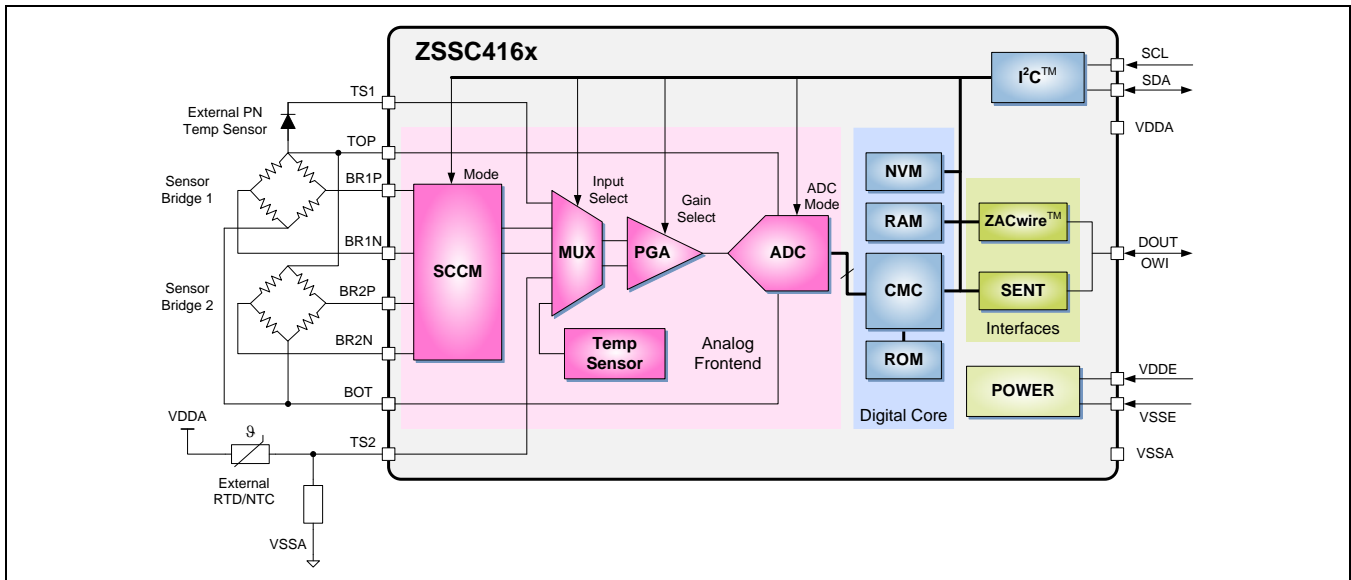 ZSSC416x
I²C™
SCL
SDA
VDDA
TS1
External PN
Temp Sensor
TOP
Sensor
Bridge 1
BR1P
BR1N
Sensor
Bridge 2
BR2P
BR2N
BOT
VDDA
ϑ
TS2
External
RTD/NTC
VSSA
Mode
SCCM
Input
Select
MUX
Gain
Select
PGA
ADC
Mode
ADC
Temp
Sensor
Analog
Frontend
NVM
RAM
CMC
ROM
Digital Core
ZACwire™
SENT
Interfaces
DOUT
OWI
POWER
VDDE
VSSE
VSSA